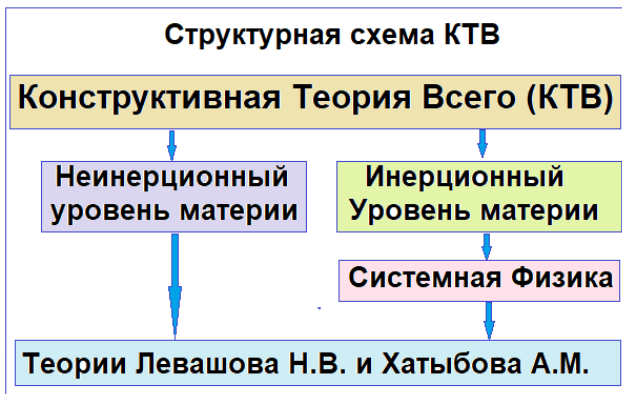 Структурная схема КТВ
Конструктивная Теория Всего (КТВ)
Неинерционный
уровень материи
Инерционный
Уровень материи
Системная Физика
Теории Левашова Н.В. и Хатыбова А.М.